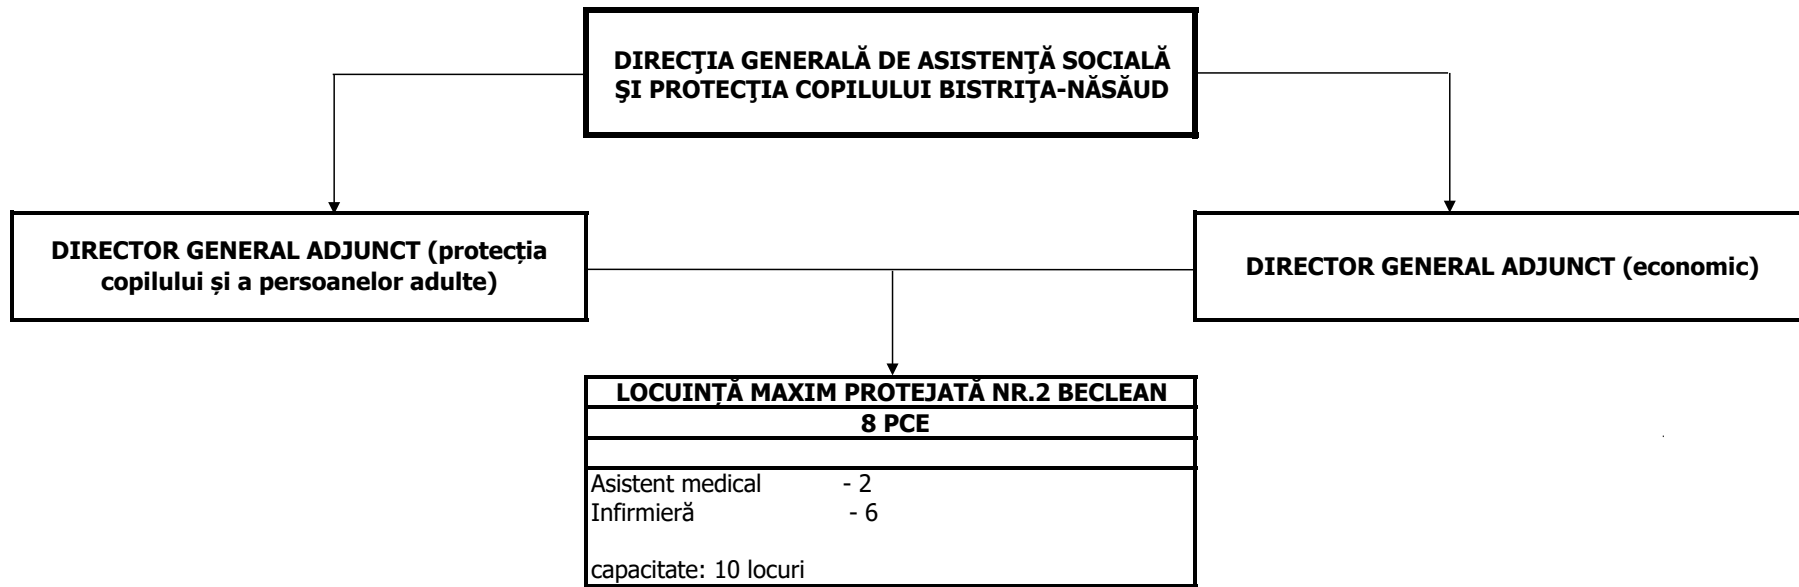 DIRECŢIA GENERALĂ DE ASISTENŢĂ SOCIALĂ
ŞI PROTECŢIA COPILULUI BISTRIŢA-NĂSĂUD
DIRECTOR GENERAL ADJUNCT (protecția
copilului și a persoanelor adulte)
DIRECTOR GENERAL ADJUNCT (economic)
LOCUINȚĂ MAXIM PROTEJATĂ NR.2 BECLEAN
8 PCE
Asistent medical - 2
Infirmieră - 6
capacitate: 10 locuri